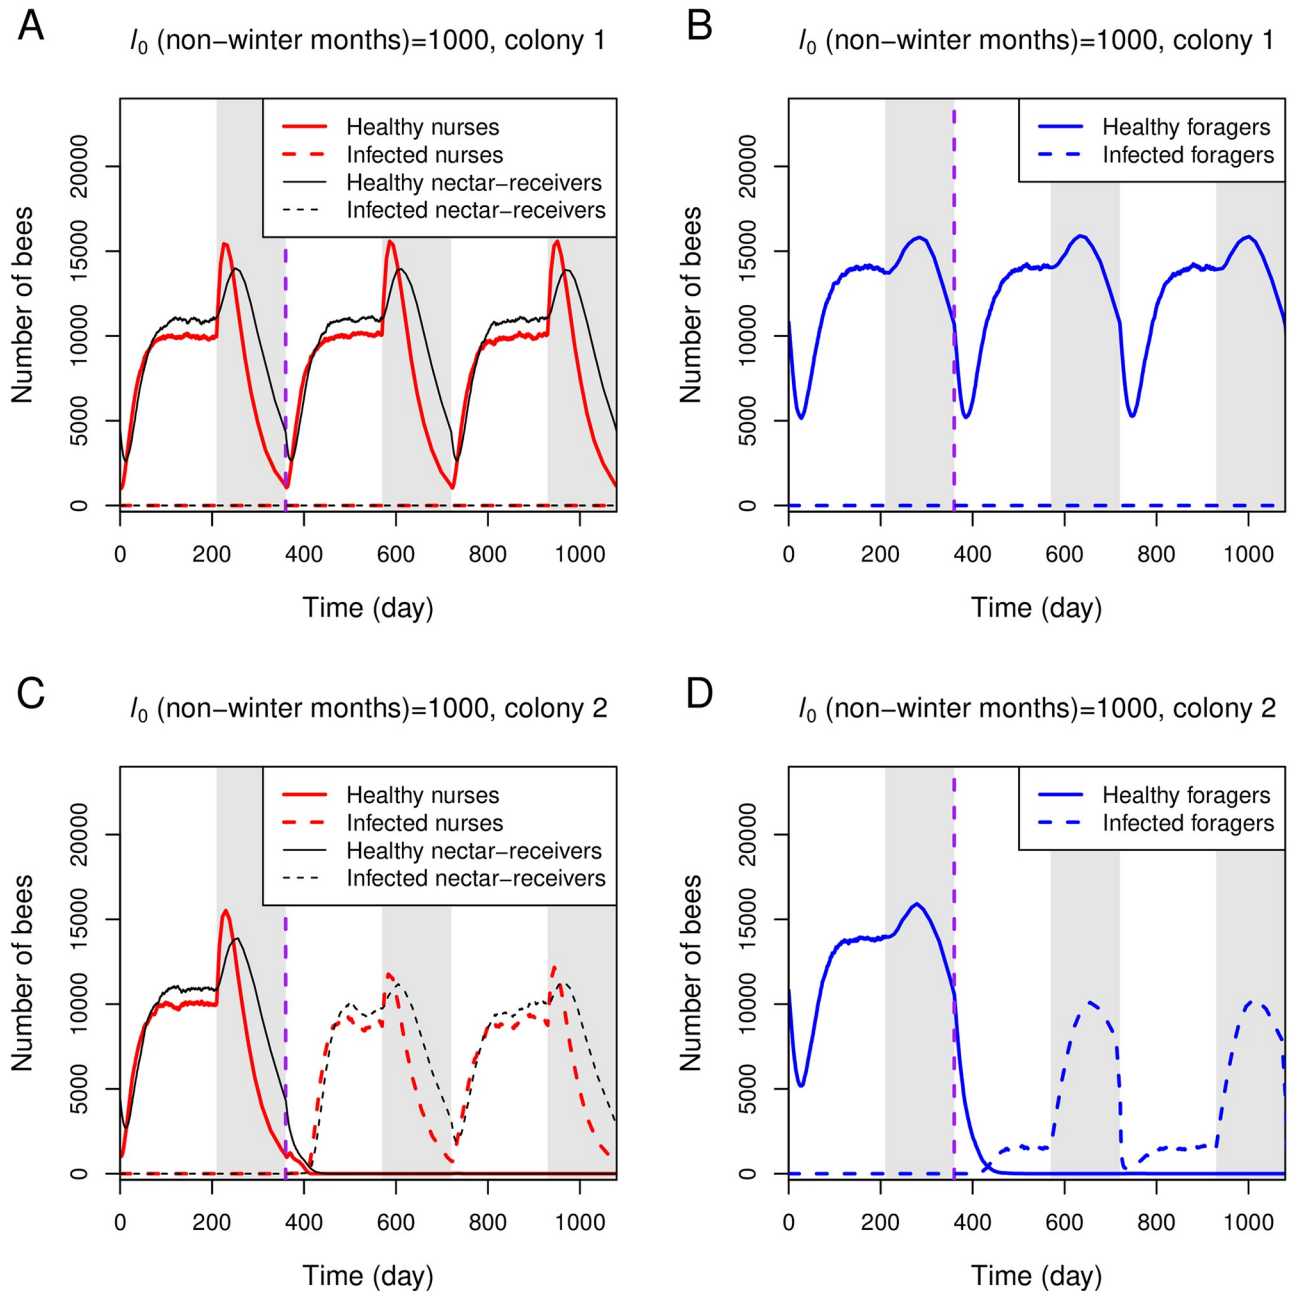 A
I0 (non−winter months)=1000, colony 1
Healthy nurses
Infected nurses
Healthy nectar−receivers
Infected nectar−receivers
Number of bees
0 5000 10000 15000 20000
0 200 400 600 800 1000
Time (day)
B
I0 (non−winter months)=1000, colony 1
Healthy foragers
Infected foragers
Number of bees
0 5000 10000 15000 20000
0 200 400 600 800 1000
Time (day)
C
I0 (non−winter months)=1000, colony 2
Healthy nurses
Infected nurses
Healthy nectar−receivers
Infected nectar−receivers
Number of bees
0 5000 10000 15000 20000
0 200 400 600 800 1000
Time (day)
D
I0 (non−winter months)=1000, colony 2
Healthy foragers
Infected foragers
Number of bees
0 5000 10000 15000 20000
0 200 400 600 800 1000
Time (day)